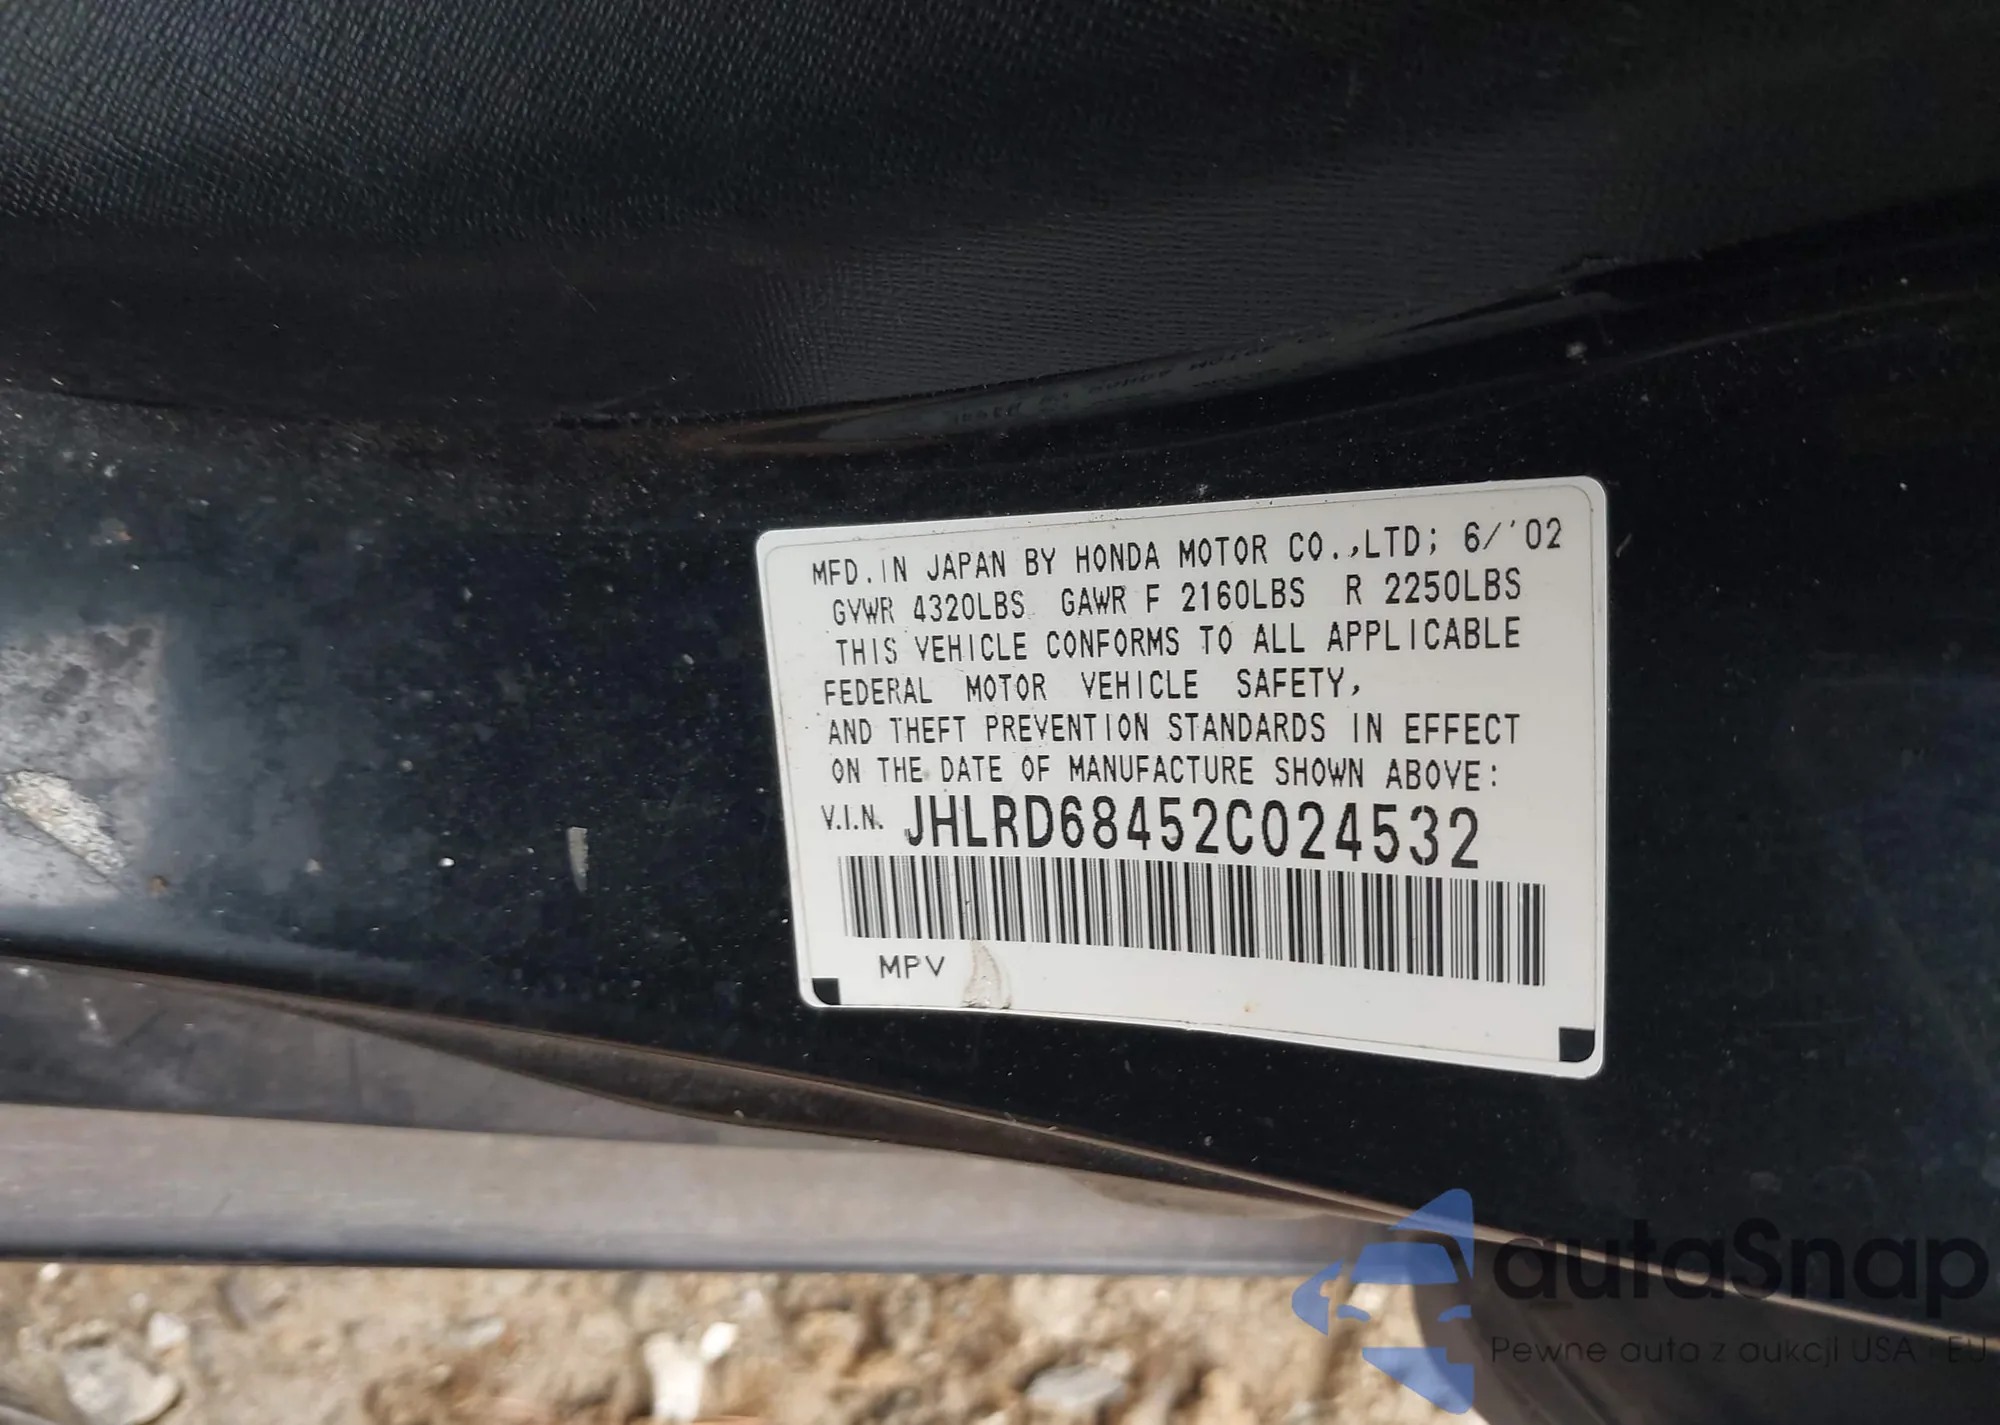 MFD. IN JAPAN BY HONDA MOTOR CO.,LTD; 6/'02
GVWR 4320LBS GAWR F 2160LBS R 2250LBS
THIS VEHICLE CONFORMS TO ALL APPLICABLE
FEDERAL MOTOR VEHICLE SAFETY,
AND THEFT PREVENTION STANDARDS IN EFFECT
ON THE DATE OF MANUFACTURE SHOWN ABOVE:
V.I.N. JHLRD68452C024532
MPV
autaSnap
Pewne auta z aukcji USA i EU